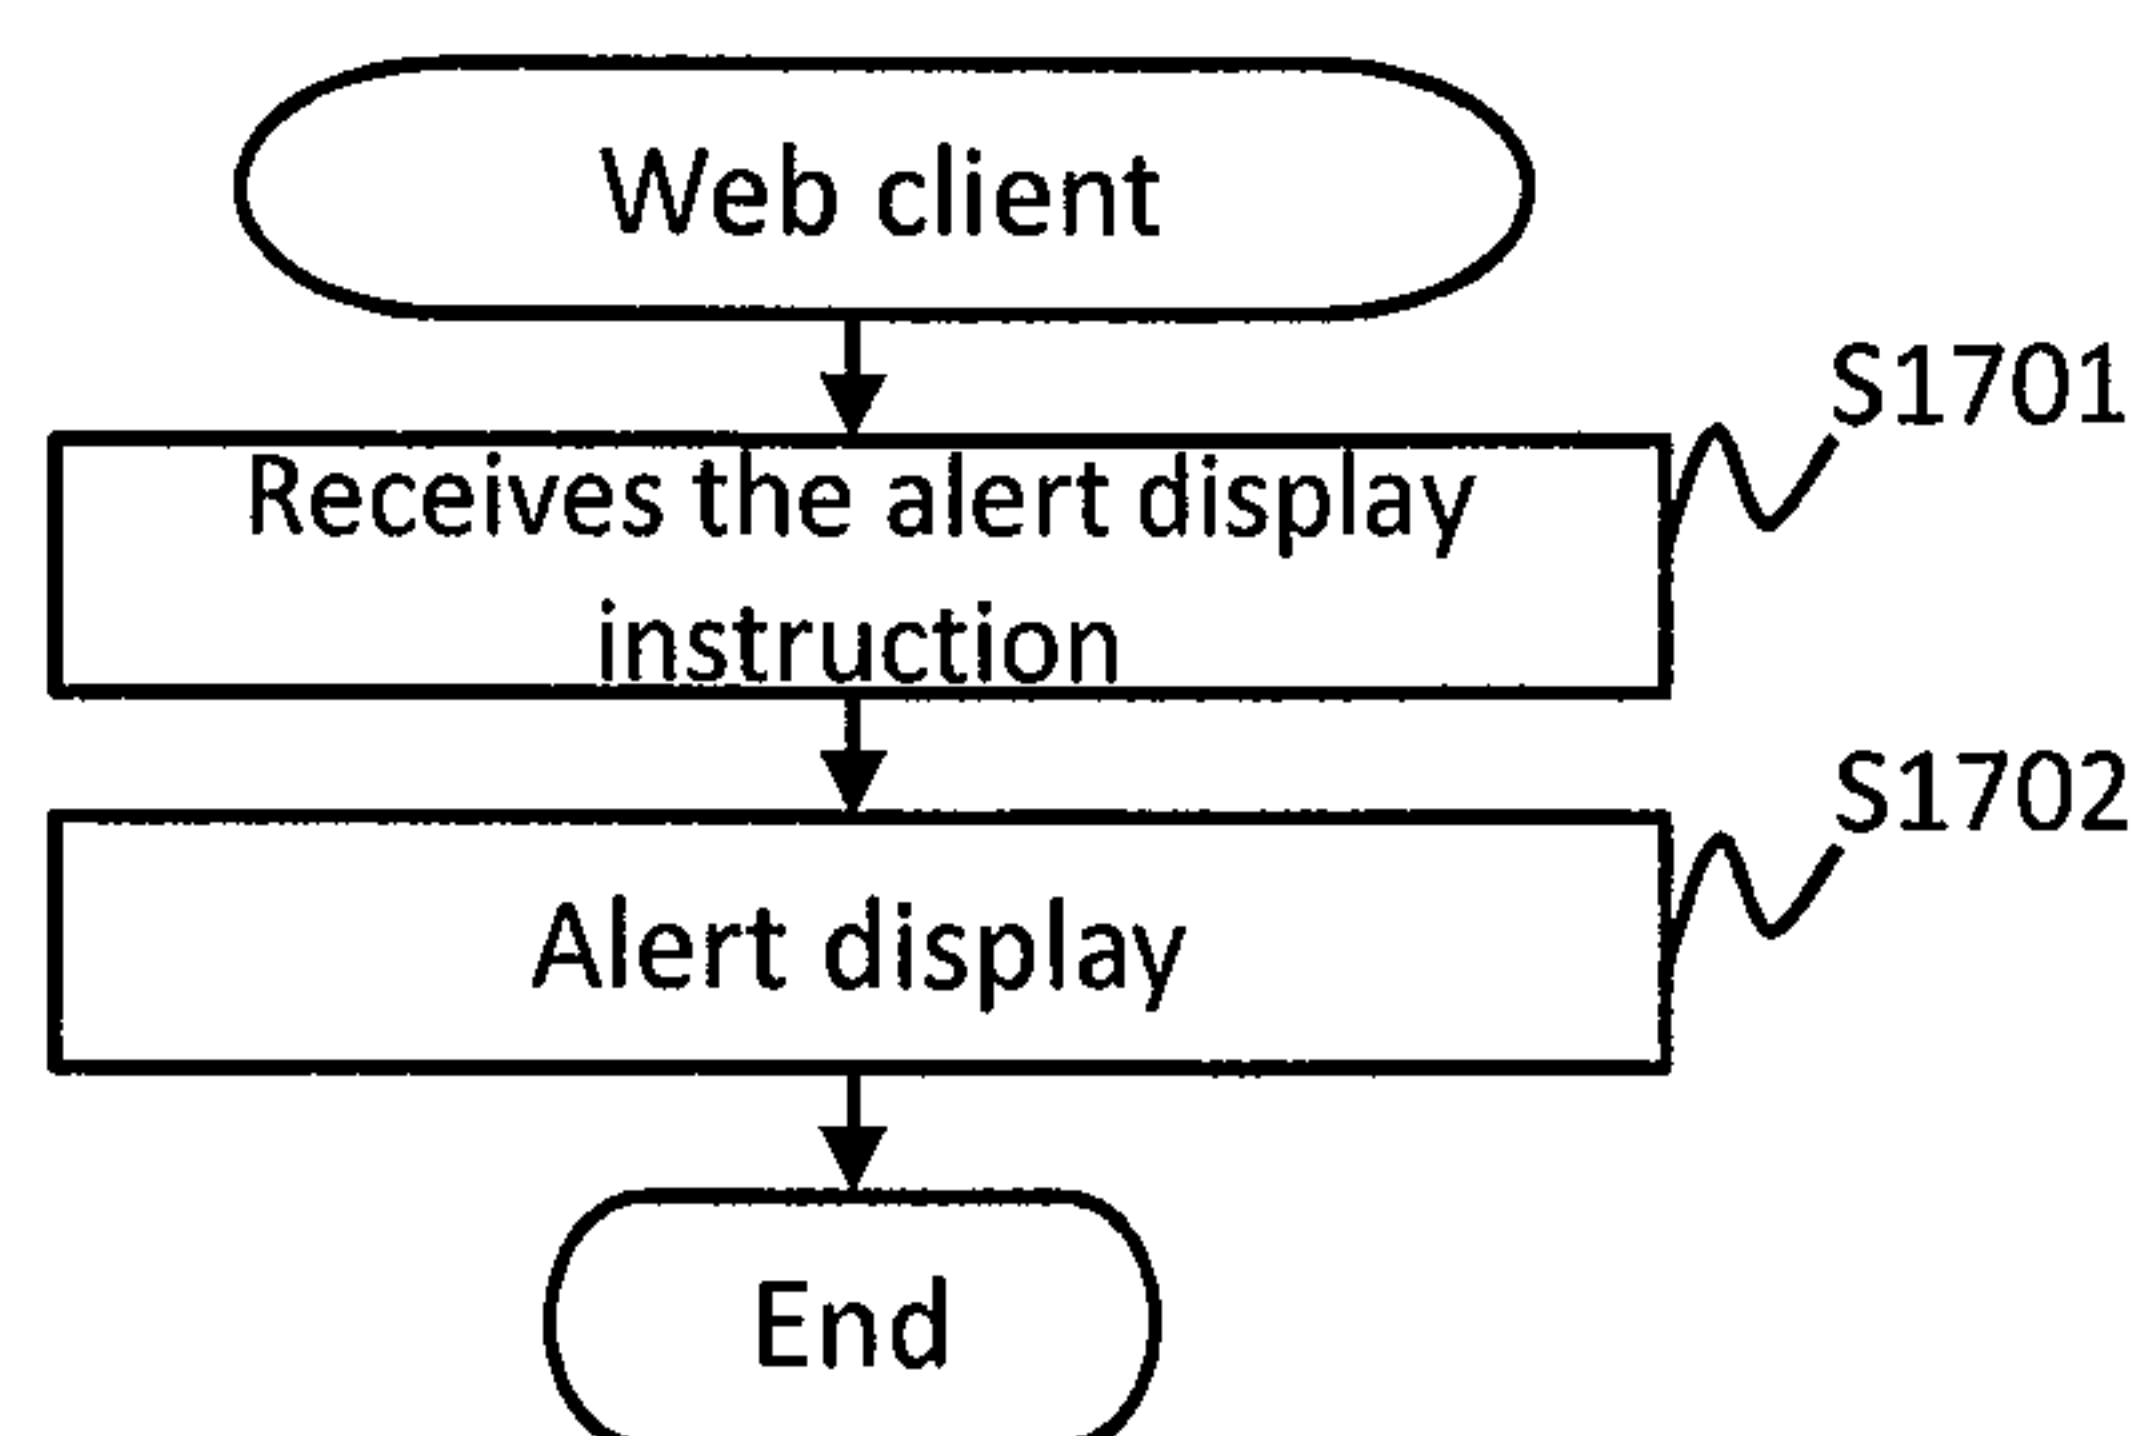 Web client
S1701
Receives the alert display
instruction
S1702
Alert display
End